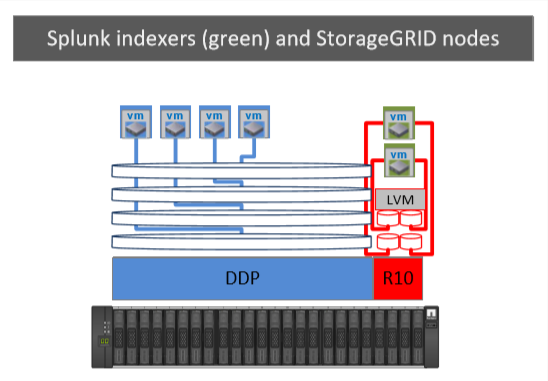 Splunk indexers (green) and StorageGRID nodes
vm vm vm vm vm
vm
LVM
DDP R10